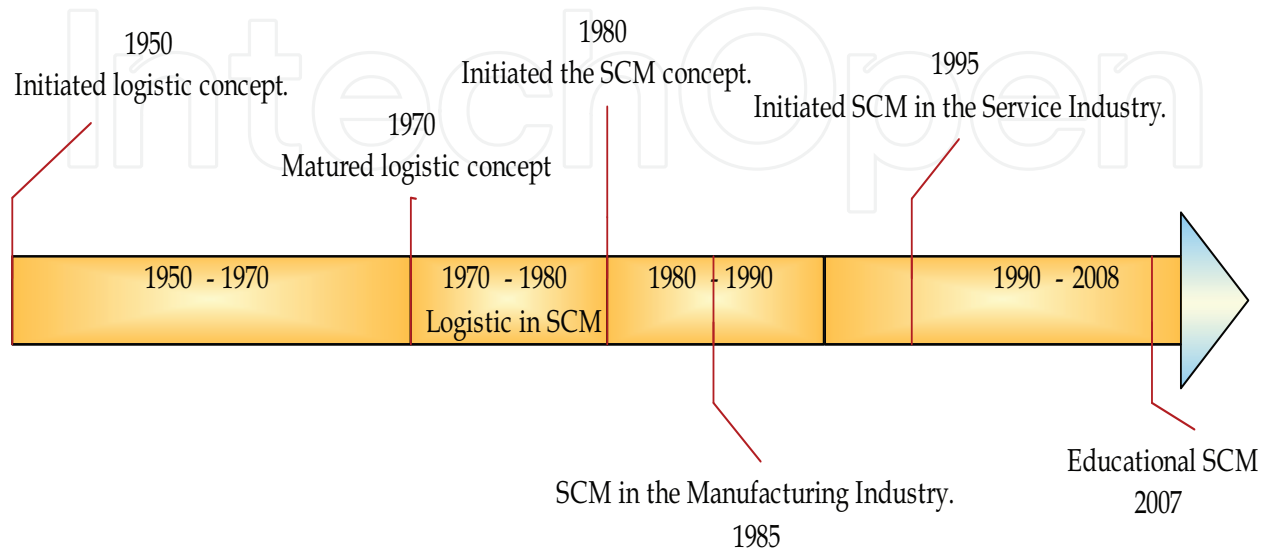 IntechOpen
1950
Initiated logistic concept.
1970
Matured logistic concept
1980
Initiated the SCM concept.
1995
Initiated SCM in the Service Industry.
1950 - 1970
1970 - 1980
Logistic in SCM
1980 - 1990
1990 - 2008
SCM in the Manufacturing Industry.
1985
Educational SCM
2007